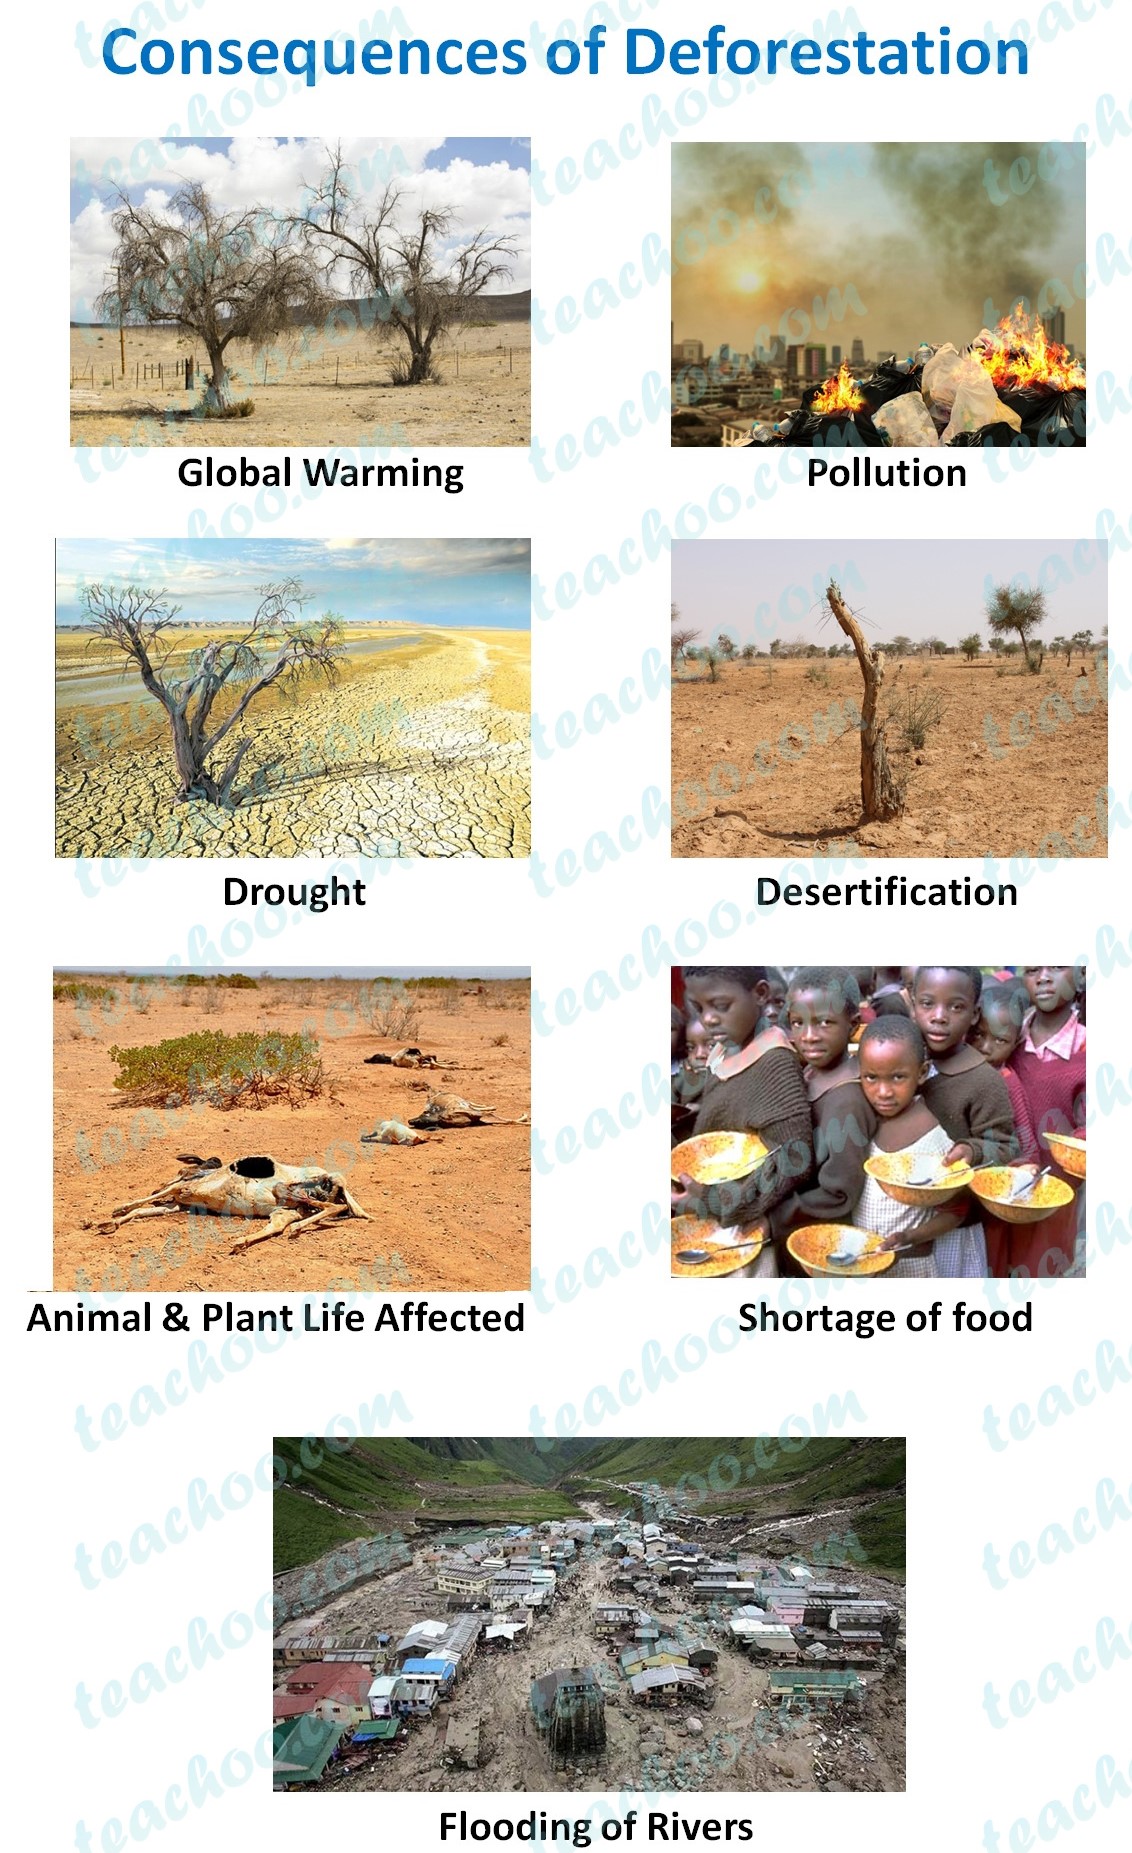 Consequences of Deforestation
Global Warming
Pollution
Drought
Desertification
Animal & Plant Life Affected
Shortage of food
Flooding of Rivers
teachoo.com